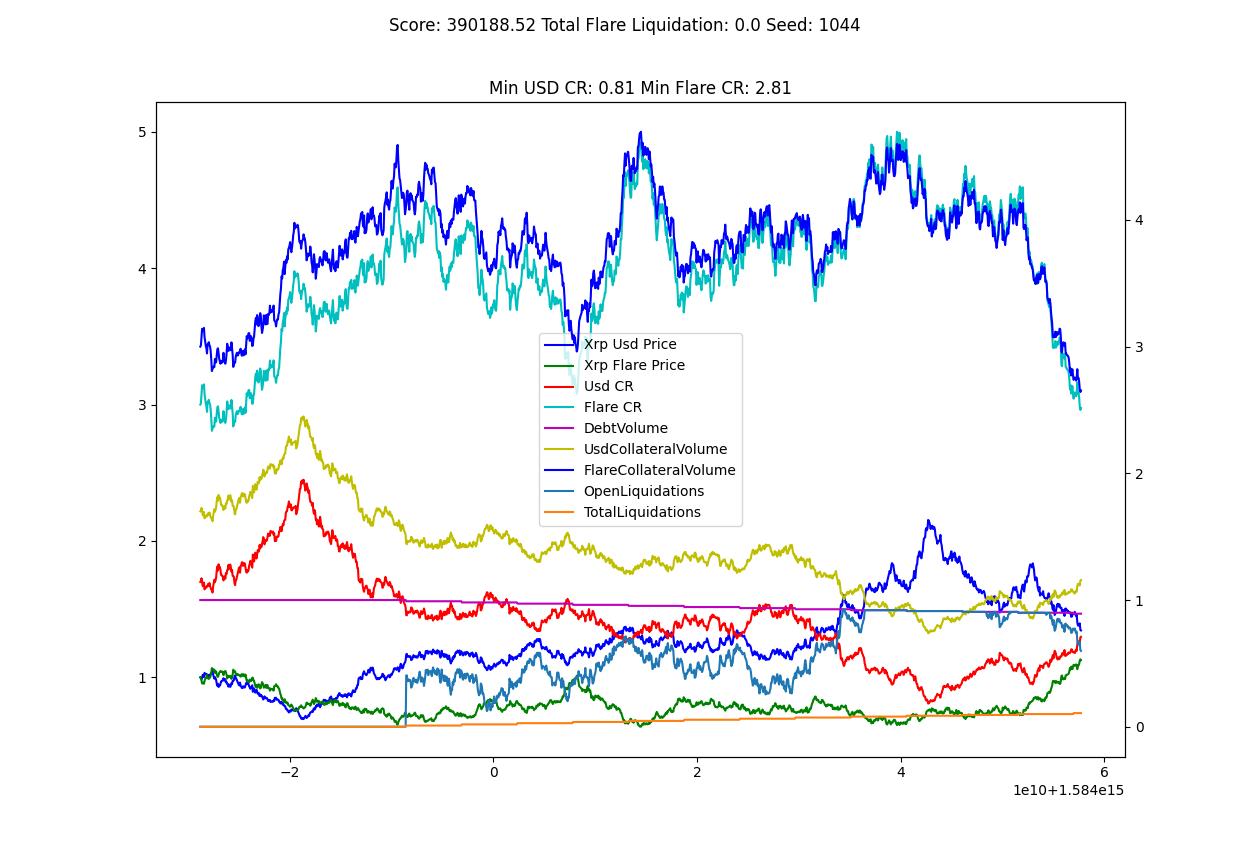 Score: 390188.52 Total Flare Liquidation: 0.0 Seed: 1044
Min USD CR: 0.81 Min Flare CR: 2.81
5
4
3
2
1
4
3
2
1
0
Xrp Usd Price
Xrp Flare Price
Usd CR
Flare CR
DebtVolume
UsdCollateralVolume
FlareCollateralVolume
OpenLiquidations
TotalLiquidations
−2 0 2 4 6
1e10+1.584e15